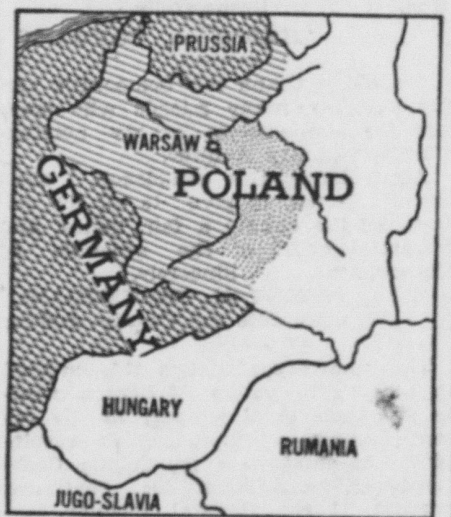 PRUSSIA
WARSAW
POLAND
GERMANY
HUNGARY
RUMANIA
JUGO-SLAVIA